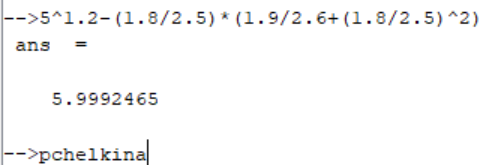 -->5^1.2-(1.8/2.5)*(1.9/2.6+(1.8/2.5)^2)
ans =
5.9992465
-->pchelkina